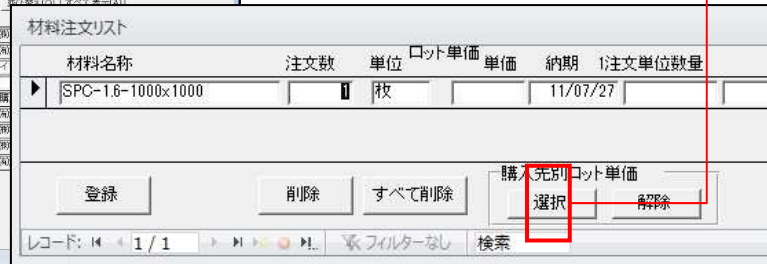 材料注文リスト
材料名称 注文数 単位 ロット単価 単価 納期 1注文単位数量
SPC-1.6-1000x1000 1 枚 11/07/27
購入先別ロット単価
登録 削除 すべて削除 選択 解除
レコード: 1 / 1 フィルターなし 検索